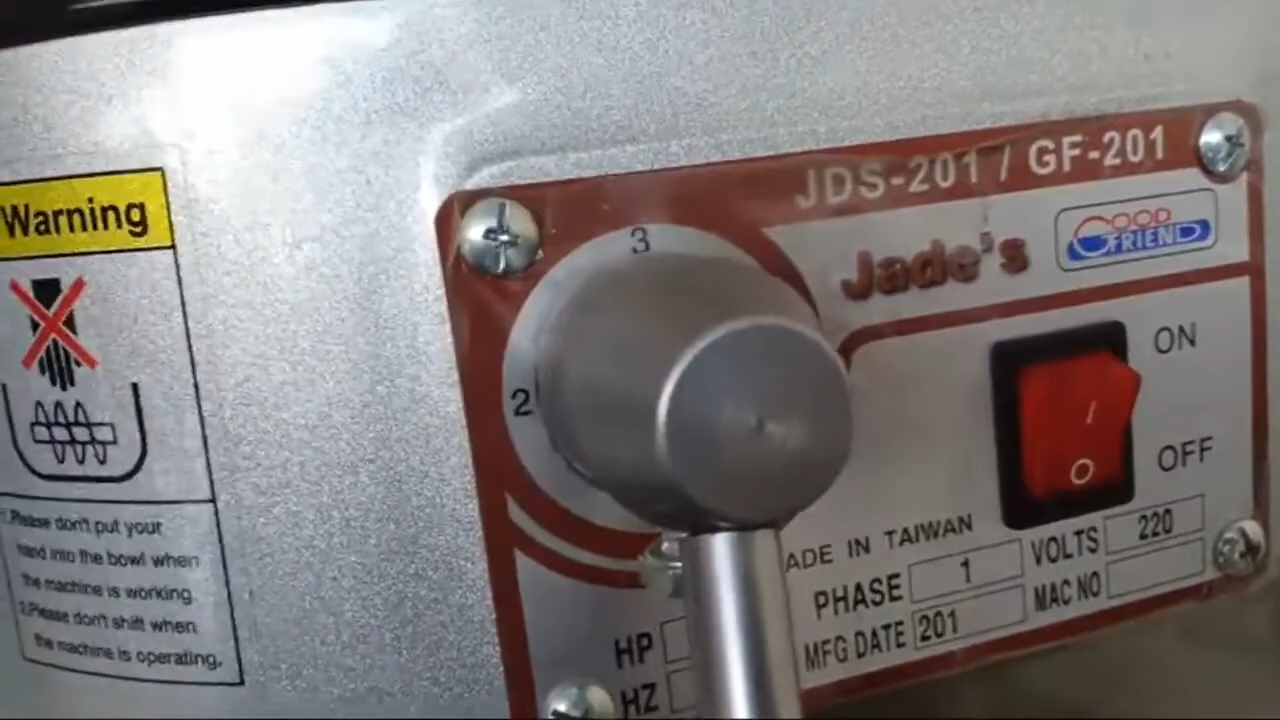 Warning
1.Please don't put your
hand into the bowl when
the machine is working
2.Please don't shift when
the machine is operating.
JDS-201 / GF-201
Jade's
GOOD
FRIEND
3
2
ON
I
O
OFF
ADE IN TAIWAN
PHASE 1 VOLTS 220
MFG DATE 201 MAC NO
HP
HZ